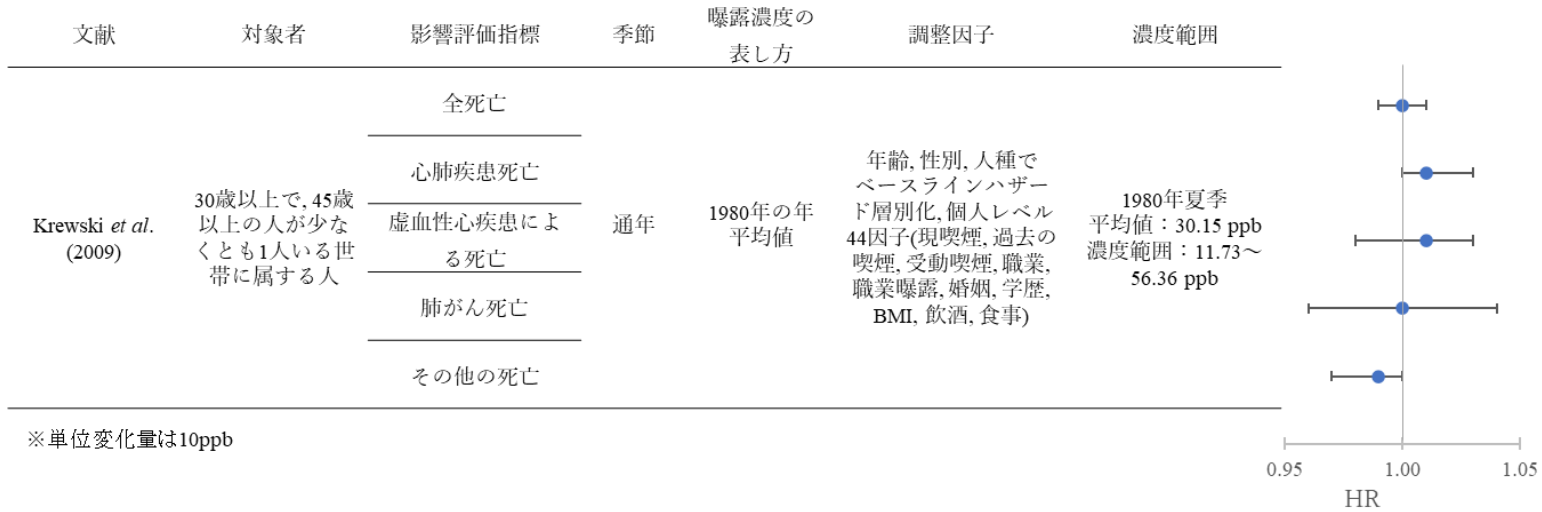 文献
対象者
影響評価指標
季節
曝露濃度の
表し方
調整因子
濃度範囲
Krewski et al.
(2009)
30歳以上で, 45歳
以上の人が少な
くとも1人いる世
帯に属する人
全死亡
心肺疾患死亡
虚血性心疾患によ
る死亡
肺がん死亡
その他の死亡
通年
1980年の年
平均値
年齢, 性別, 人種で
ベースラインハザー
ド層別化, 個人レベル
44因子(現喫煙, 過去の
喫煙, 受動喫煙, 職業,
職業曝露, 婚姻, 学歴,
BMI, 飲酒, 食事)
1980年夏季
平均値：30.15 ppb
濃度範囲：11.73～
56.36 ppb
※単位変化量は10ppb
0.95 1.00 1.05
HR